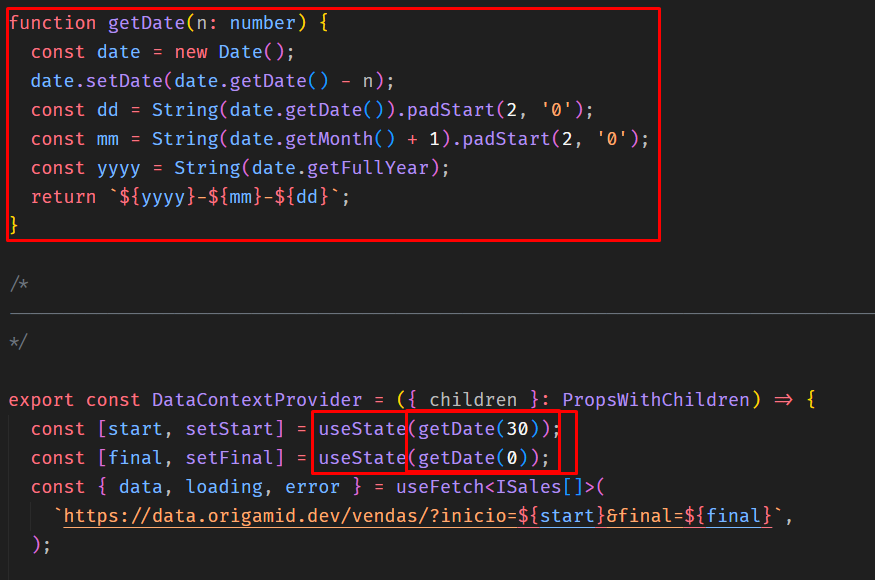 function getDate(n: number) {
  const date = new Date();
  date.setDate(date.getDate() - n);
  const dd = String(date.getDate()).padStart(2, '0');
  const mm = String(date.getMonth() + 1).padStart(2, '0');
  const yyyy = String(date.getFullYear);
  return `${yyyy}-${mm}-${dd}`;
}
/*
*/
export const DataContextProvider = ({ children }: PropsWithChildren) => {
  const [start, setStart] = useState(getDate(30));
  const [final, setFinal] = useState(getDate(0));
  const { data, loading, error } = useFetch<ISales[]>(
    `https://data.origamid.dev/vendas/?inicio=${start}&final=${final}`,
  );